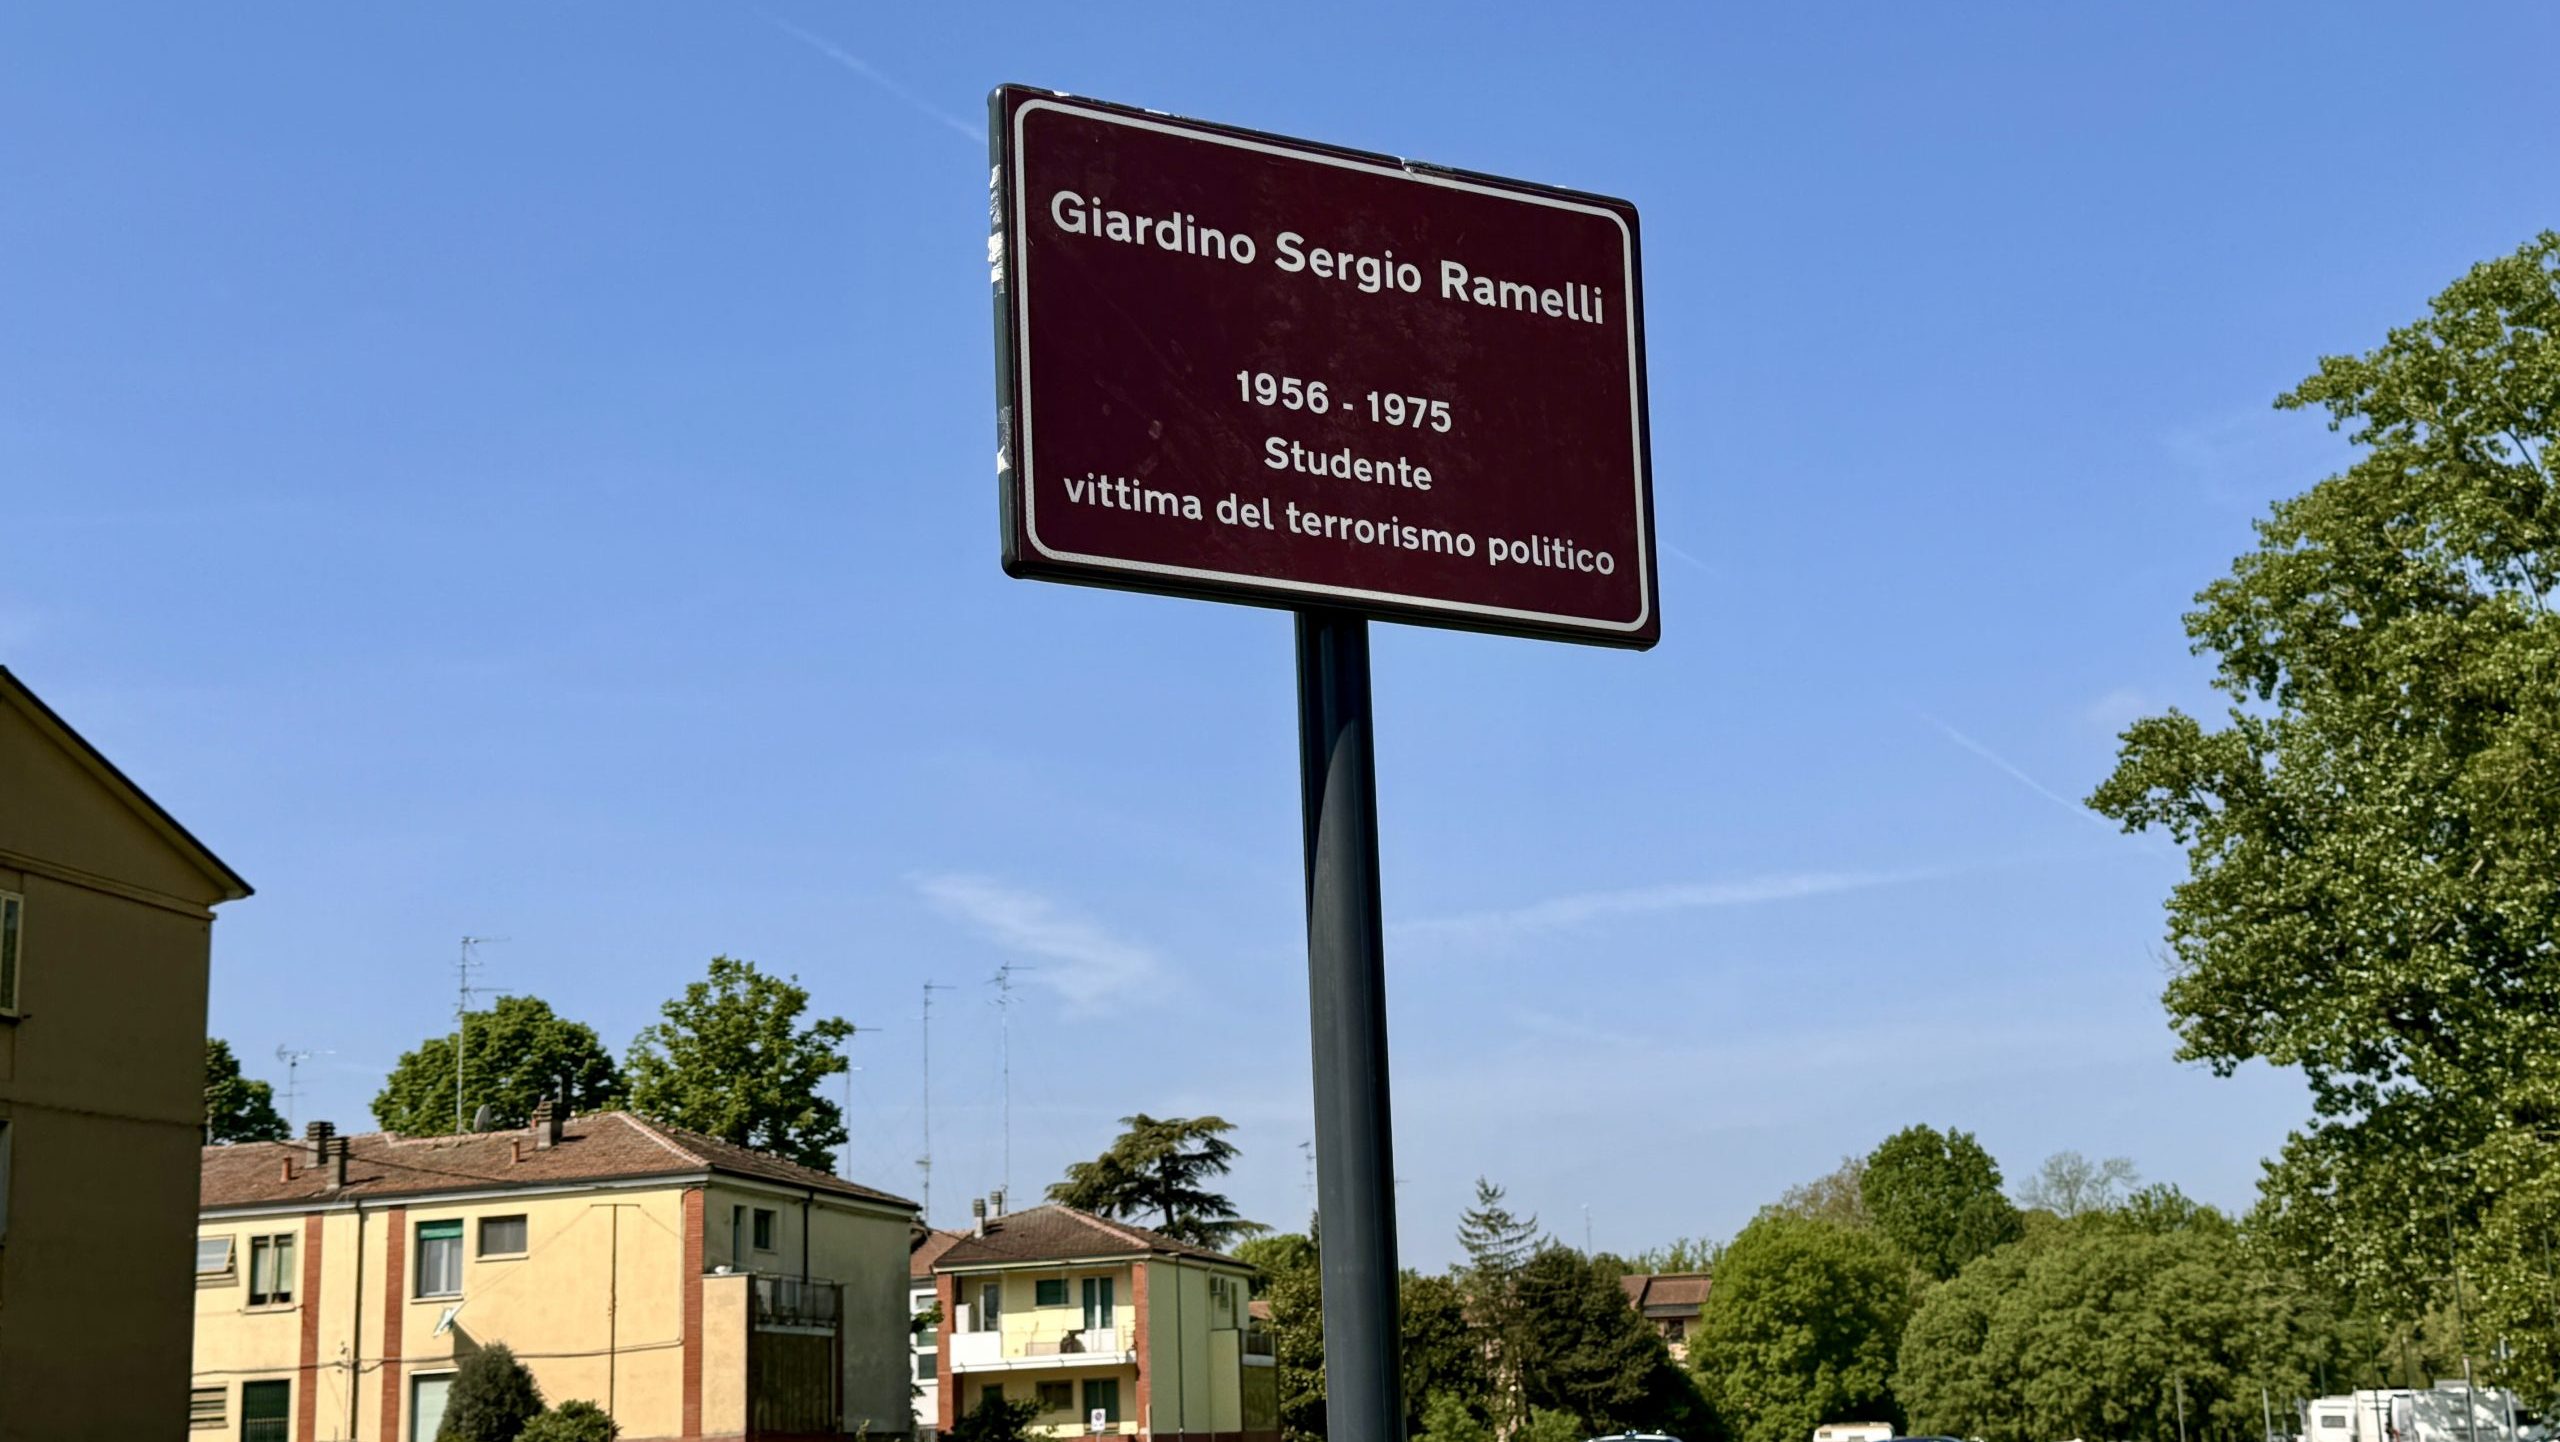 Giardino Sergio Ramelli
1956 - 1975
Studente
vittima del terrorismo politico